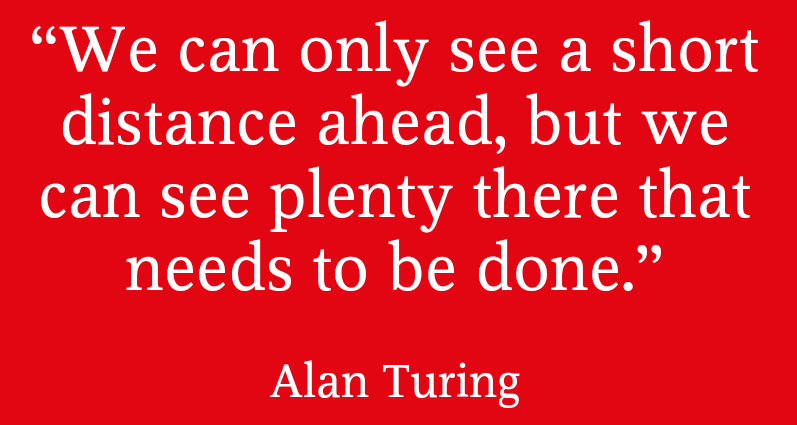 “We can only see a short
distance ahead, but we
can see plenty there that
needs to be done.”
Alan Turing